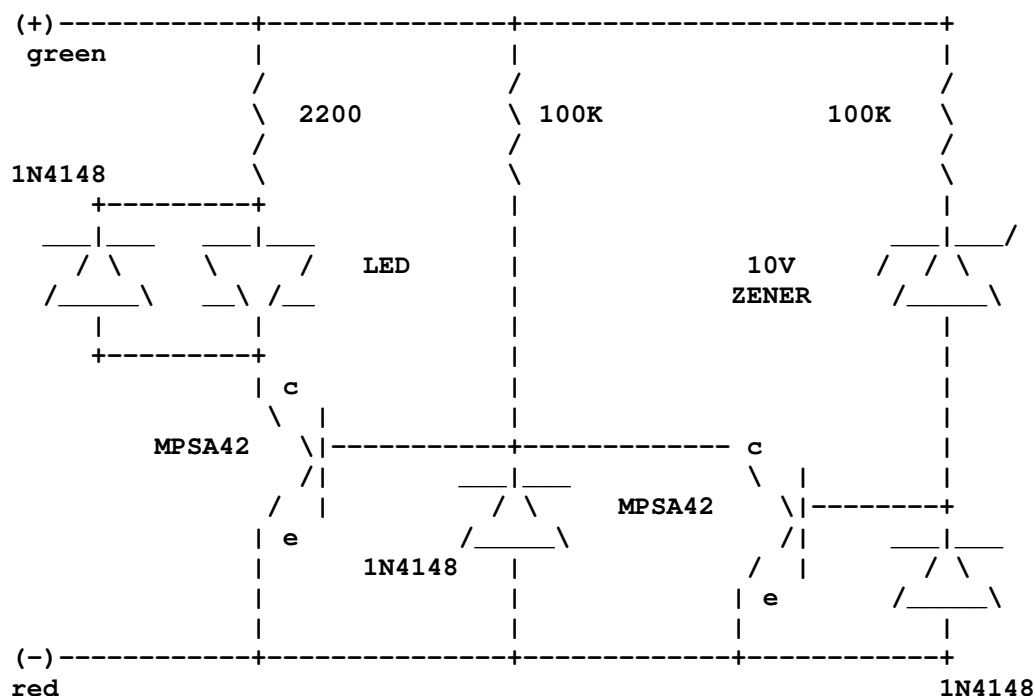 (+)
green
2200 100K 100K
1N4148
LED 10V
ZENER
c
MPSA42 c
MPSA42
e
1N4148
e
(-)
red 1N4148